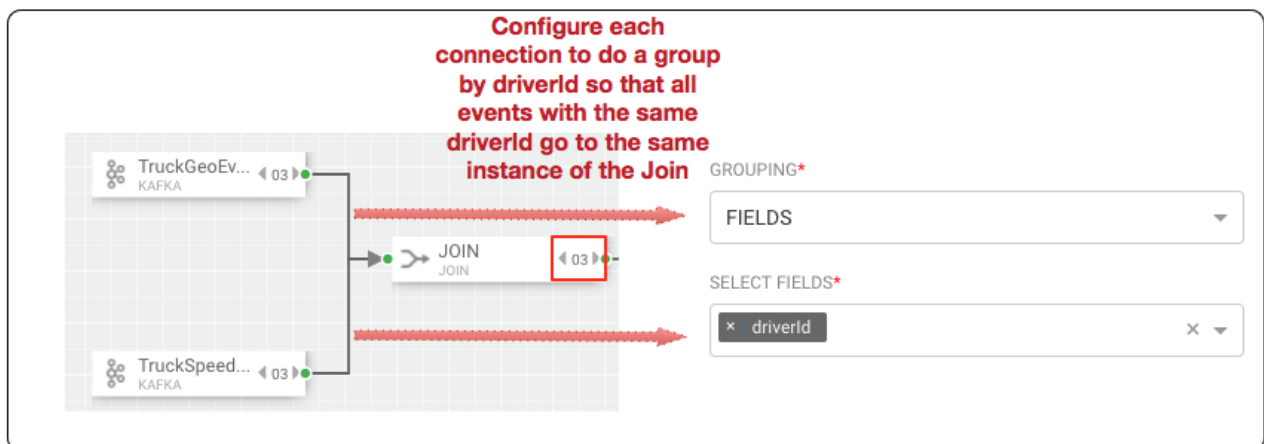 Configure each
connection to do a group
by driverId so that all
events with the same
driverId go to the same
instance of the Join
TruckGeoEv...
03
KAFKA
JOIN
03
JOIN
TruckSpeed...
03
KAFKA
GROUPING*
FIELDS
SELECT FIELDS*
× driverId